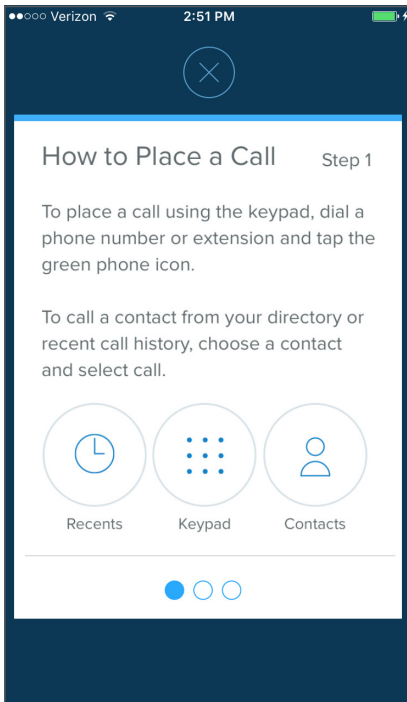 Verizon 2:51 PM
How to Place a Call Step 1
To place a call using the keypad, dial a
phone number or extension and tap the
green phone icon.
To call a contact from your directory or
recent call history, choose a contact
and select call.
Recents Keypad Contacts